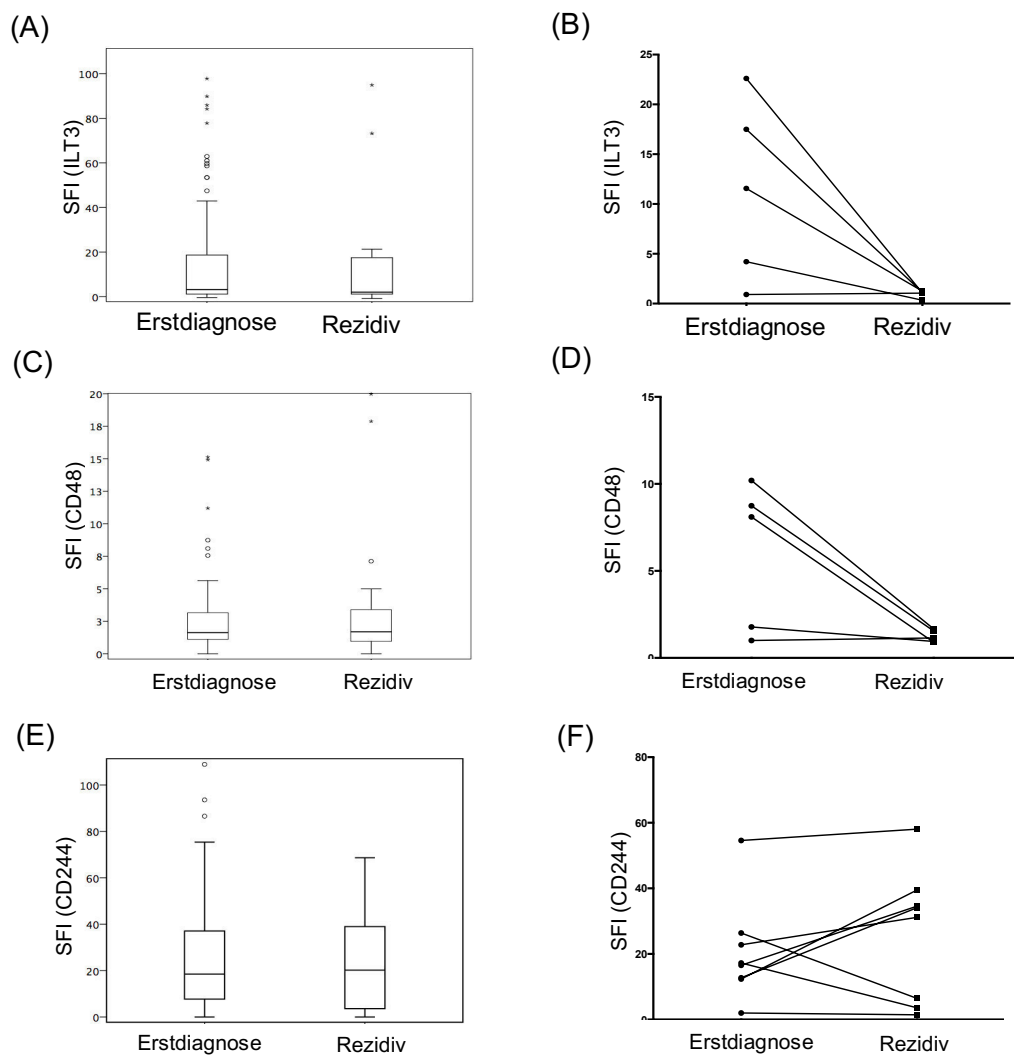 (A)
SFI (ILT3)
100
80
60
40
20
0
Erstdiagnose Rezidiv
(B)
SFI (ILT3)
25
20
15
10
5
0
Erstdiagnose Rezidiv
(C)
SFI (CD48)
20
18
15
13
10
8
5
3
0
Erstdiagnose Rezidiv
(D)
SFI (CD48)
15
10
5
0
Erstdiagnose Rezidiv
(E)
SFI (CD244)
100
80
60
40
20
0
Erstdiagnose Rezidiv
(F)
SFI (CD244)
80
60
40
20
0
Erstdiagnose Rezidiv